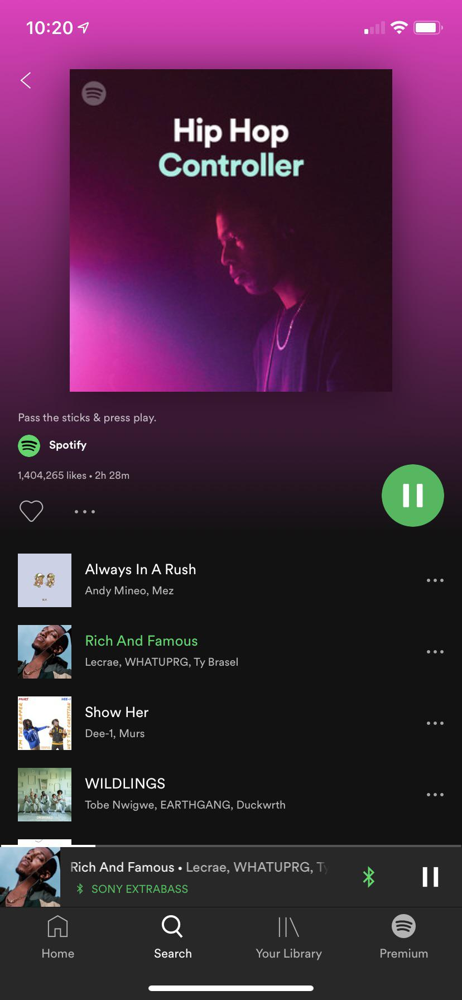 10:20
Hip Hop
Controller
Pass the sticks & press play.
Spotify
1,404,265 likes • 2h 28m
Always In A Rush
Andy Mineo, Mez
Rich And Famous
Lecrae, WHATUPRG, Ty Brasel
MURS DEE-1
I'M THE RAPPER
HE'S THE CHRISTIAN
Show Her
Dee-1, Murs
WILDLINGS
Tobe Nwigwe, EARTHGANG, Duckwrth
Rich And Famous • Lecrae, WHATUPRG, Ty
SONY EXTRABASS
Home
Search
Your Library
Premium